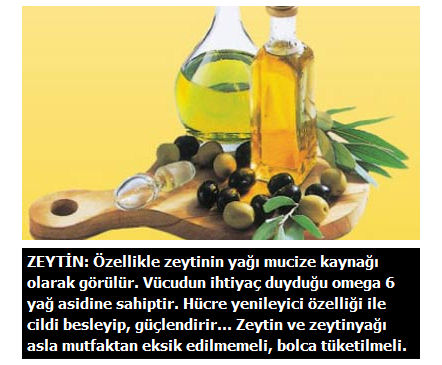 ZEYTİN: Özellikle zeytinin yağı mucize kaynağı
olarak görülür. Vücudun ihtiyaç duyduğu omega 6
yağ asidine sahiptir. Hücre yenileyici özelliği ile
cildi besleyip, güçlendirir... Zeytin ve zeytinyağı
asla mutfaktan eksik edilmemeli, bolca tüketilmeli.